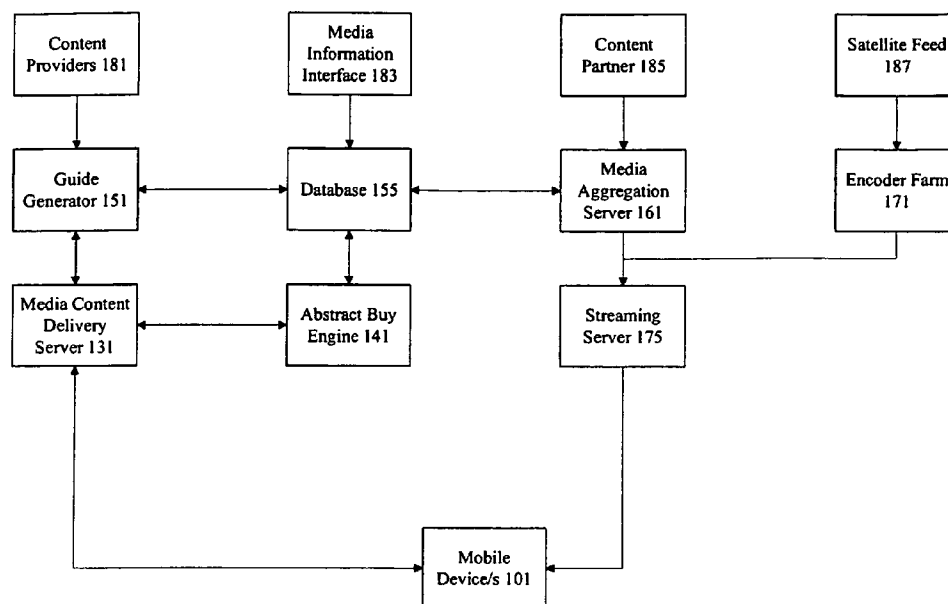 Content
Providers 181
Media
Information
Interface 183
Content
Partner 185
Satellite Feed
187
Guide
Generator 151
Database 155
Media
Aggregation
Server 161
Encoder Farm
171
Media Content
Delivery
Server 131
Abstract Buy
Engine 141
Streaming
Server 175
Mobile
Device/s 101